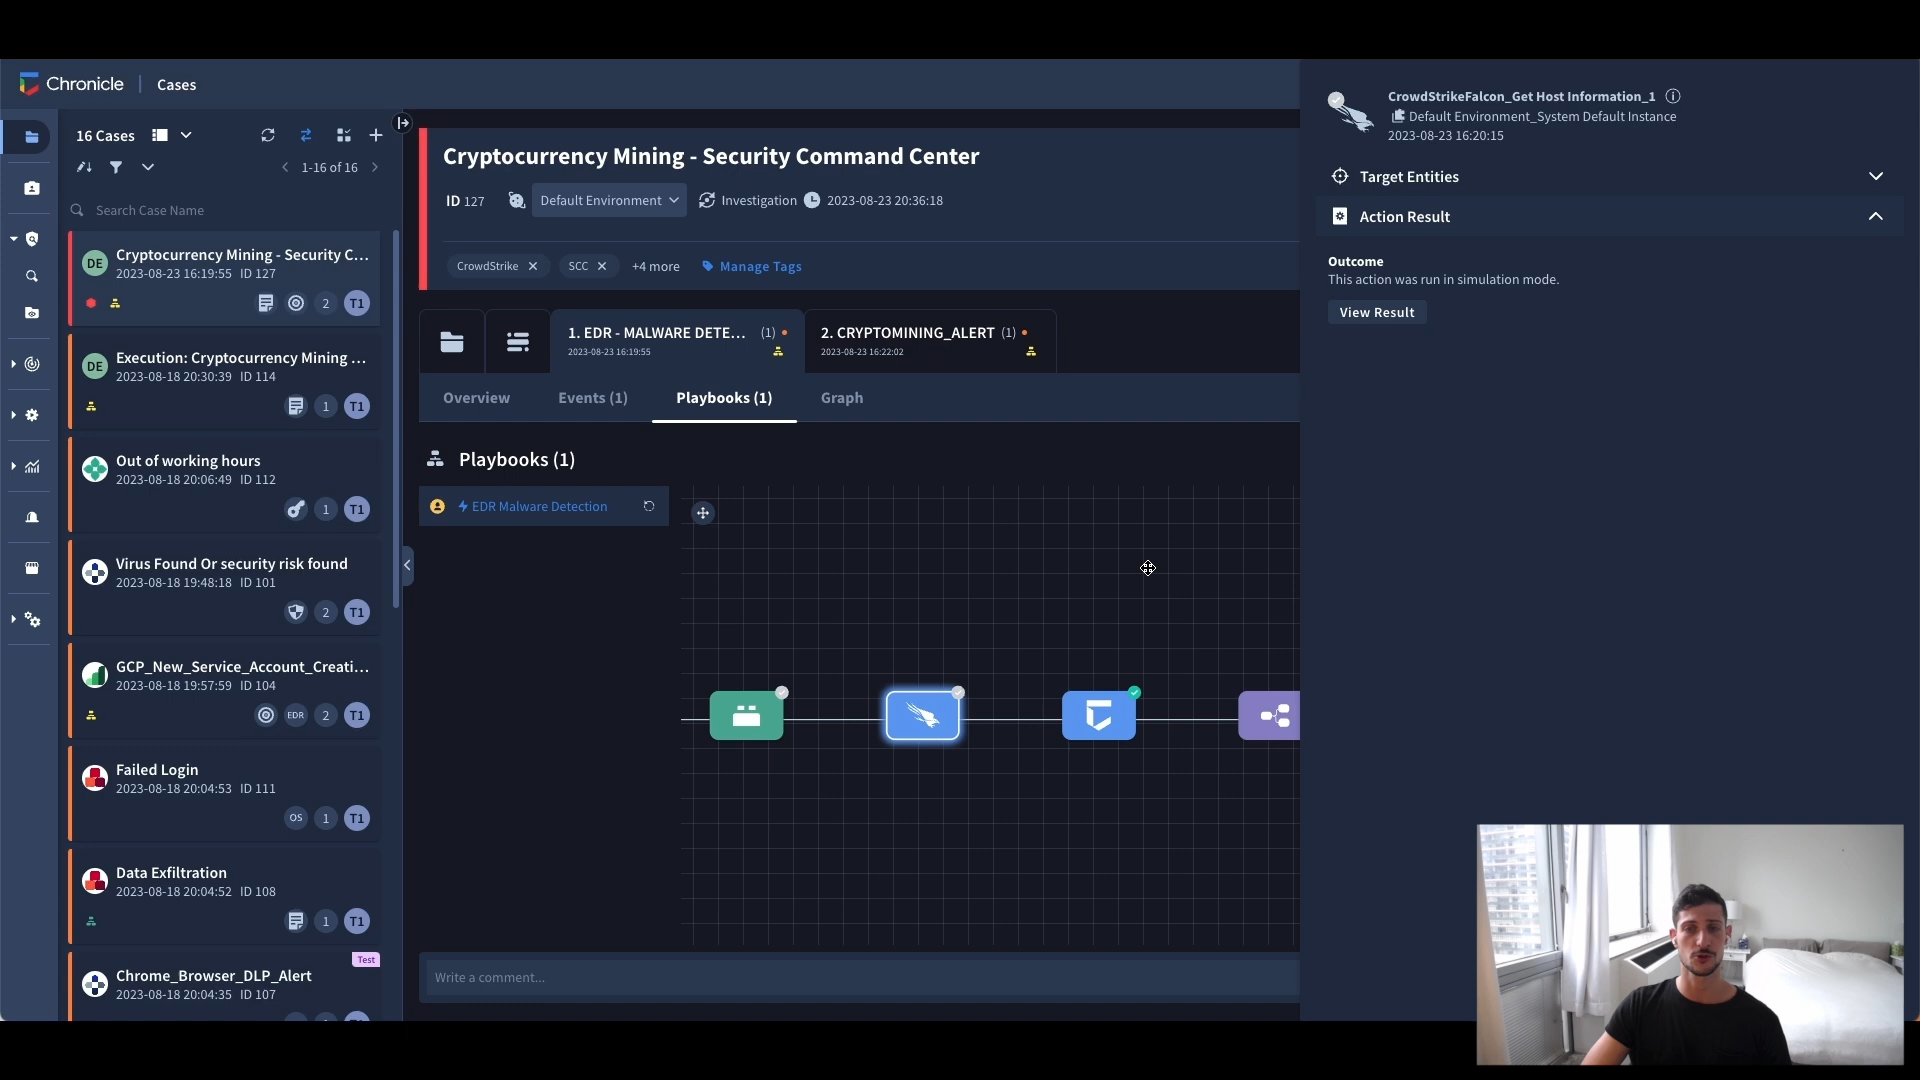 Chronicle
Cases
16 Cases
1-16 of 16
Search Case Name
Cryptocurrency Mining - Security C...
2023-08-23 16:19:55 ID 127
2
T1
Execution: Cryptocurrency Mining ...
2023-08-18 20:30:39 ID 114
1
T1
Out of working hours
2023-08-18 20:06:49 ID 112
1
T1
Virus Found Or security risk found
2023-08-18 19:48:18 ID 101
2
T1
GCP_New_Service_Account_Creati...
2023-08-18 19:57:59 ID 104
EDR
2
T1
Failed Login
2023-08-18 20:04:53 ID 111
OS
1
T1
Data Exfiltration
2023-08-18 20:04:52 ID 108
1
T1
Test
Chrome_Browser_DLP_Alert
2023-08-18 20:04:35 ID 107
DE
DE
Cryptocurrency Mining - Security Command Center
ID 127
Default Environment
Investigation
2023-08-23 20:36:18
CrowdStrike
SCC
+4 more
Manage Tags
1. EDR - MALWARE DETE... (1)
2023-08-23 16:19:55
2. CRYPTOMINING_ALERT (1)
2023-08-23 16:22:02
Overview
Events (1)
Playbooks (1)
Graph
Playbooks (1)
EDR Malware Detection
Write a comment...
CrowdStrikeFalcon_Get Host Information_1
Default Environment_System Default Instance
2023-08-23 16:20:15
Target Entities
Action Result
Outcome
This action was run in simulation mode.
View Result